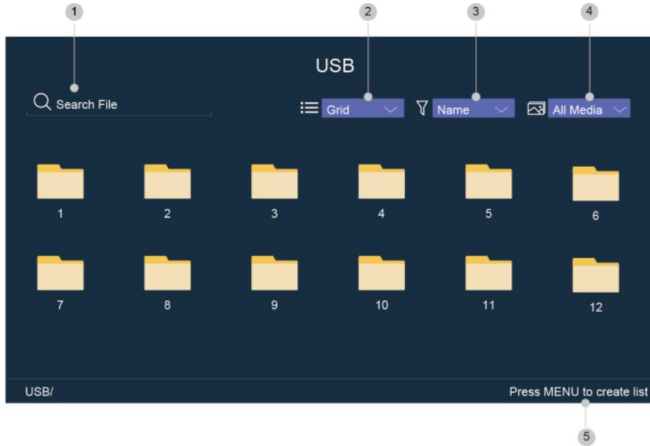 1 2 3 4
USB
Search File Grid Name All Media
1 2 3 4 5 6
7 8 9 10 11 12
USB/ Press MENU to create list
5